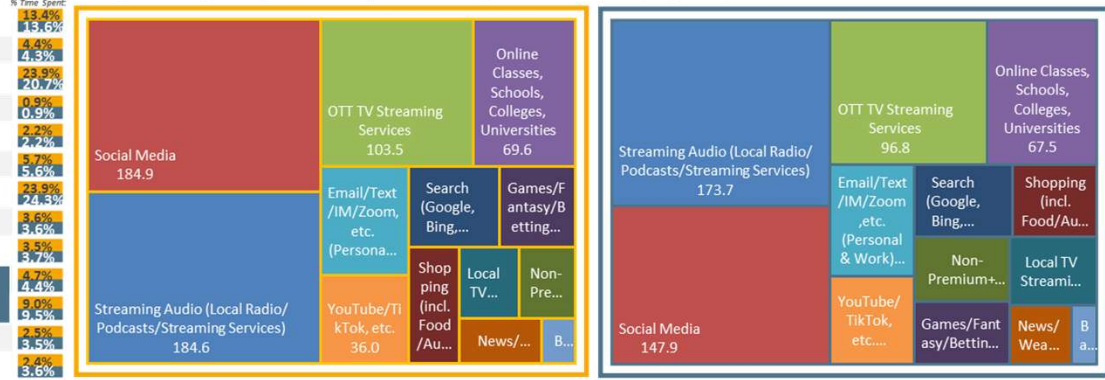 % Time Spent:
13.4%
13.6%
4.4%
4.3%
23.9%
20.7%
0.9%
0.9%
2.2%
2.2%
5.7%
5.6%
23.9%
24.3%
3.6%
3.6%
3.5%
3.7%
4.7%
4.4%
9.0%
9.5%
2.5%
3.5%
2.4%
3.6%
Social Media
184.9
Streaming Audio (Local Radio/
Podcasts/Streaming Services)
184.6
OTT TV Streaming
Services
103.5
Online
Classes,
Schools,
Colleges,
Universities
69.6
Email/Text
/IM/Zoom,
etc.
(Persona...
YouTube/Ti
kTok, etc.
36.0
Search
(Google,
Bing,...
Games/F
antasy/B
etting...
Shop
ping
(incl.
Food
/Au...
Local
TV...
Non-
Pre...
News/...
B...
Streaming Audio (Local Radio/
Podcasts/Streaming Services)
173.7
Social Media
147.9
OTT TV Streaming
Services
96.8
Online Classes,
Schools,
Colleges,
Universities
67.5
Email/Text
/IM/Zoom
,etc.
(Personal
& Work)...
YouTube/
TikTok,
etc....
Search
(Google,
Bing,...
Shopping
(incl.
Food/Au...
Non-
Premium+...
Local TV
Streami...
Games/Fant
asy/Bettin...
News/
Wea...
B
a...